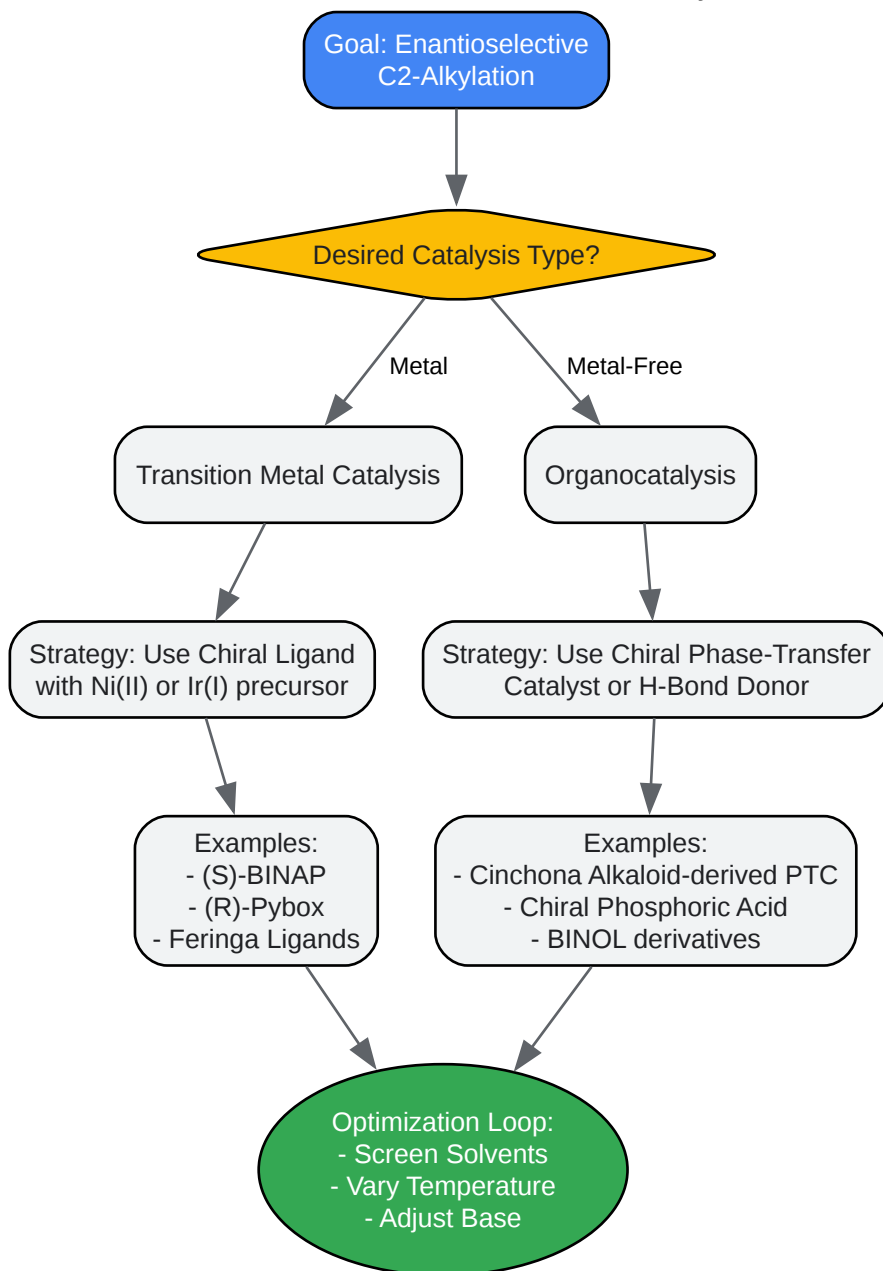 Goal: Enantioselective
C2-Alkylation
Desired Catalysis Type?
Metal
Metal-Free
Transition Metal Catalysis
Organocatalysis
Strategy: Use Chiral Ligand
with Ni(II) or Ir(I) precursor
Strategy: Use Chiral Phase-Transfer
Catalyst or H-Bond Donor
Examples:
- (S)-BINAP
- (R)-Pybox
- Feringa Ligands
Examples:
- Cinchona Alkaloid-derived PTC
- Chiral Phosphoric Acid
- BINOL derivatives
Optimization Loop:
- Screen Solvents
- Vary Temperature
- Adjust Base